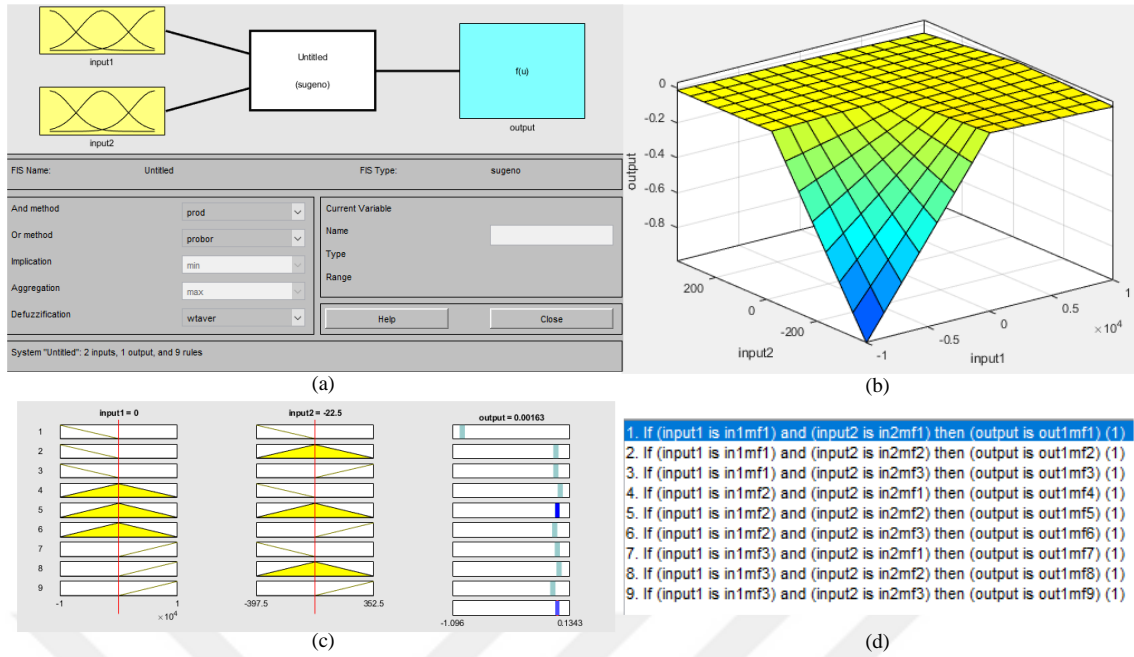 input1
input2
Untitled
(sugeno)
f(u)
output
FIS Name: Untitled FIS Type: sugeno
And method prod
Or method probor
Implication min
Aggregation max
Defuzzification wtaver
Current Variable
Name
Type
Range
Help Close
System "Untitled": 2 inputs, 1 output, and 9 rules
(a)
0
-0.2
-0.4
-0.6
-0.8
output
200
0
-200
input2
-1
-0.5
0
0.5
1
×10⁴
input1
(b)
input1 = 0 input2 = -22.5 output = 0.00163
1
2
3
4
5
6
7
8
9
-1 1
×10⁴
-397.5 352.5
-1.096 0.1343
(c)
1. If (input1 is in1mf1) and (input2 is in2mf1) then (output is out1mf1) (1)
2. If (input1 is in1mf1) and (input2 is in2mf2) then (output is out1mf2) (1)
3. If (input1 is in1mf1) and (input2 is in2mf3) then (output is out1mf3) (1)
4. If (input1 is in1mf2) and (input2 is in2mf1) then (output is out1mf4) (1)
5. If (input1 is in1mf2) and (input2 is in2mf2) then (output is out1mf5) (1)
6. If (input1 is in1mf2) and (input2 is in2mf3) then (output is out1mf6) (1)
7. If (input1 is in1mf3) and (input2 is in2mf1) then (output is out1mf7) (1)
8. If (input1 is in1mf3) and (input2 is in2mf2) then (output is out1mf8) (1)
9. If (input1 is in1mf3) and (input2 is in2mf3) then (output is out1mf9) (1)
(d)